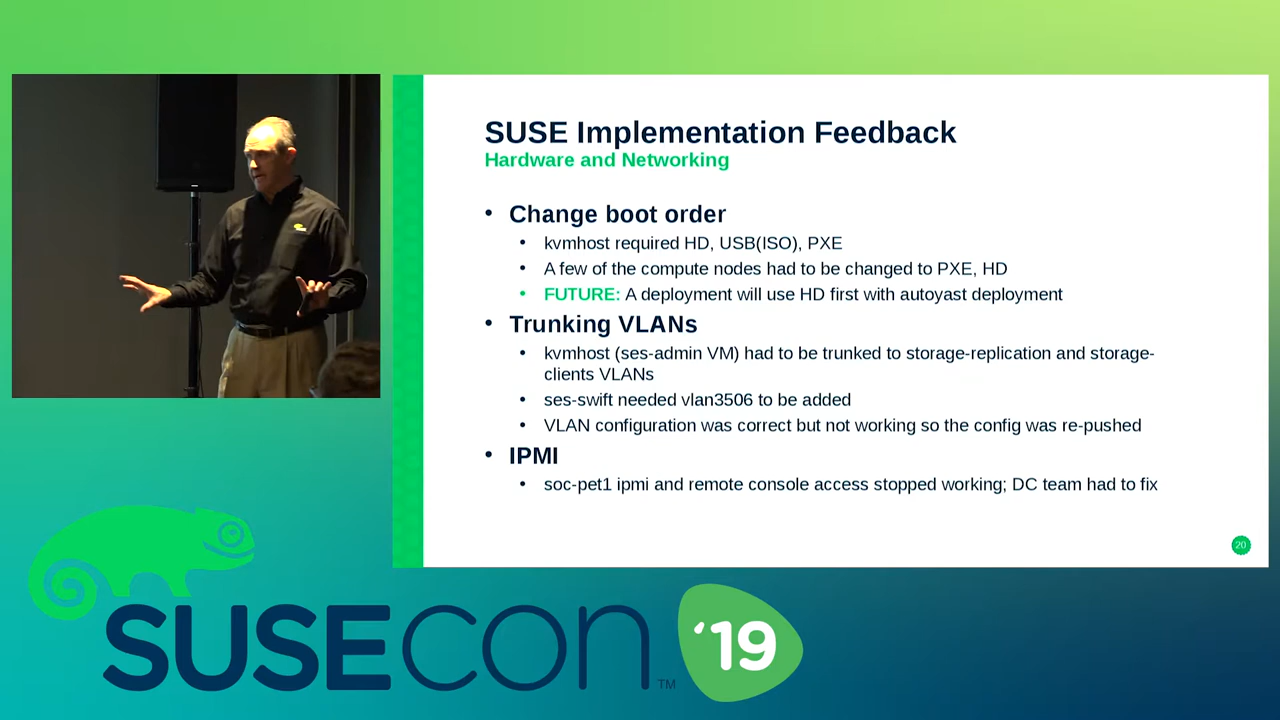 SUSE Implementation Feedback
Hardware and Networking
• Change boot order
• kvmhost required HD, USB(ISO), PXE
• A few of the compute nodes had to be changed to PXE, HD
• FUTURE: A deployment will use HD first with autoyast deployment
• Trunking VLANs
• kvmhost (ses-admin VM) had to be trunked to storage-replication and storage-
clients VLANs
• ses-swift needed vlan3506 to be added
• VLAN configuration was correct but not working so the config was re-pushed
• IPMI
• soc-pet1 ipmi and remote console access stopped working; DC team had to fix
20
SUSECON ™ '19